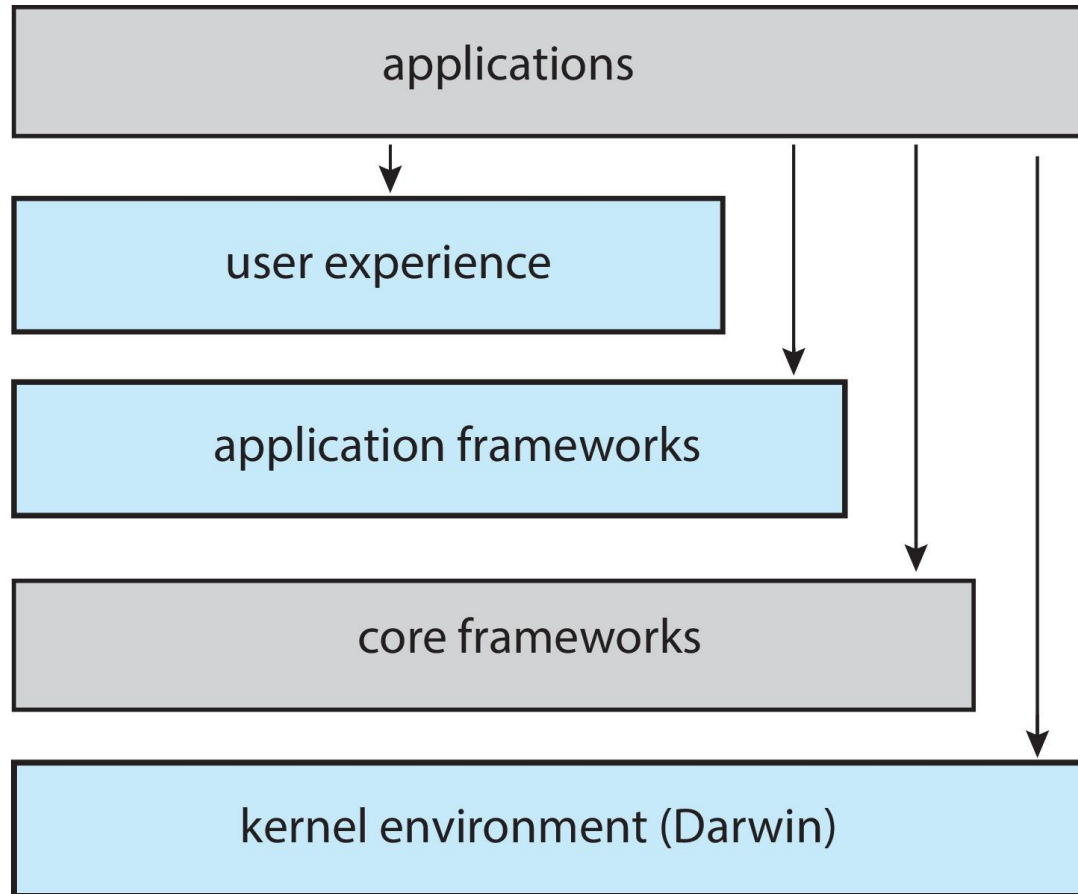 applications
user experience
application frameworks
core frameworks
kernel environment (Darwin)